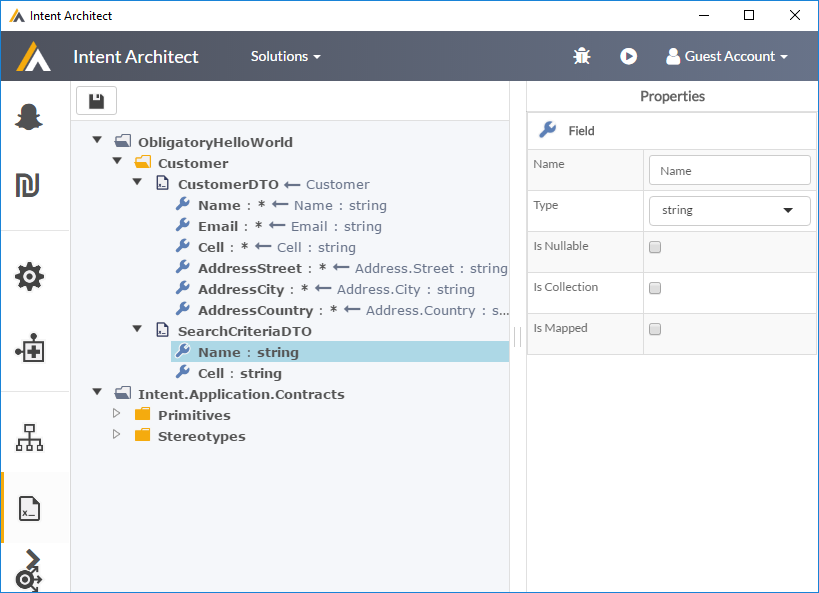 Intent Architect
Intent Architect Solutions Guest Account
Properties
ObligatoryHelloWorld
Customer
CustomerDTO ← Customer
Name : * ← Name : string
Email : * ← Email : string
Cell : * ← Cell : string
AddressStreet : * ← Address.Street : string
AddressCity : * ← Address.City : string
AddressCountry : * ← Address.Country : s...
SearchCriteriaDTO
Name : string
Cell : string
Intent.Application.Contracts
Primitives
Stereotypes
Field
Name Name
Type string
Is Nullable
Is Collection
Is Mapped